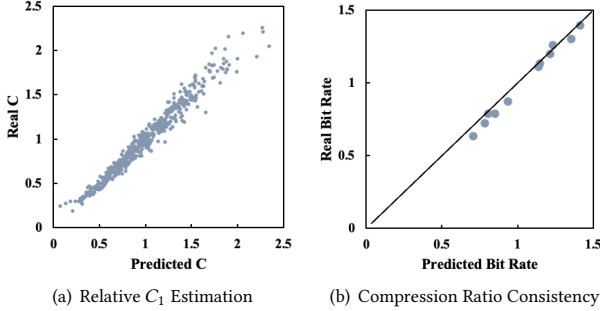 2.5
2
1.5
1
0.5
0
Real C
0 0.5 1 1.5 2 2.5
Predicted C
(a) Relative C₁ Estimation
1.5
1
0.5
0
Real Bit Rate
0 0.5 1 1.5
Predicted Bit Rate
(b) Compression Ratio Consistency